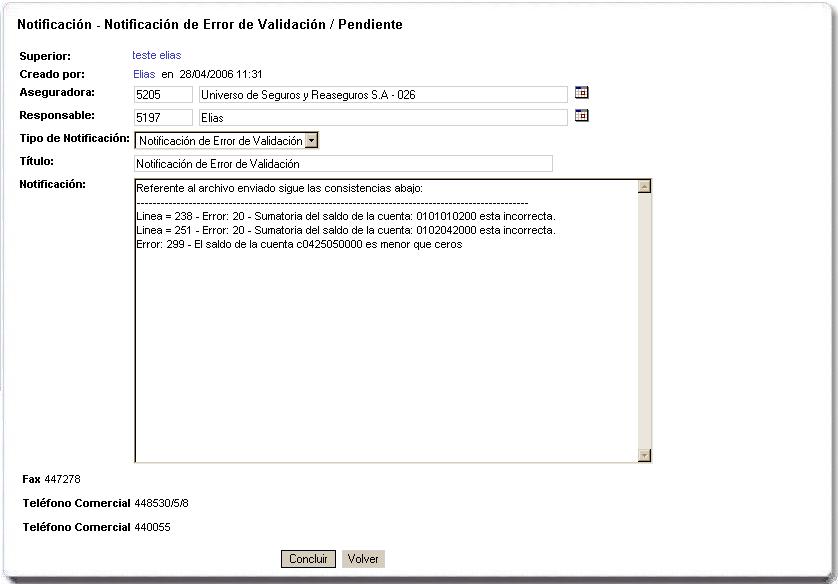 Notificación - Notificación de Error de Validación / Pendiente
Superior: teste elias
Creado por: Elias en 28/04/2006 11:31
Aseguradora: 5205 Universo de Seguros y Reaseguros S.A - 026
Responsable: 5197 Elias
Tipo de Notificación: Notificación de Error de Validación
Título: Notificación de Error de Validación
Notificación: Referente al archivo enviado sigue las consistencias abajo:
--------------------------------------------------------------------------------------------------
Linea = 238 - Error: 20 - Sumatoria del saldo de la cuenta: 0101010200 esta incorrecta.
Linea = 251 - Error: 20 - Sumatoria del saldo de la cuenta: 0102042000 esta incorrecta.
Error: 299 - El saldo de la cuenta c0425050000 es menor que ceros
Fax 447278
Teléfono Comercial 448530/5/8
Teléfono Comercial 440055
Concluir Volver